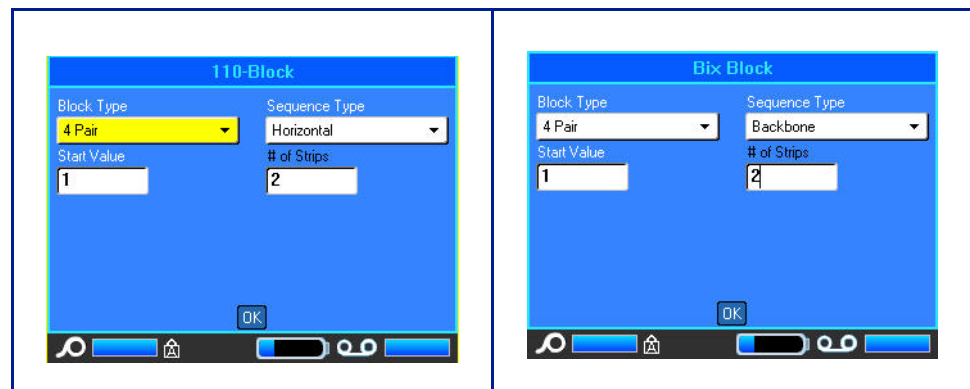 110-Block
Block Type Sequence Type
4 Pair Horizontal
Start Value # of Strips
1 2
OK
A
Bix Block
Block Type Sequence Type
4 Pair Backbone
Start Value # of Strips
1 2
OK
A